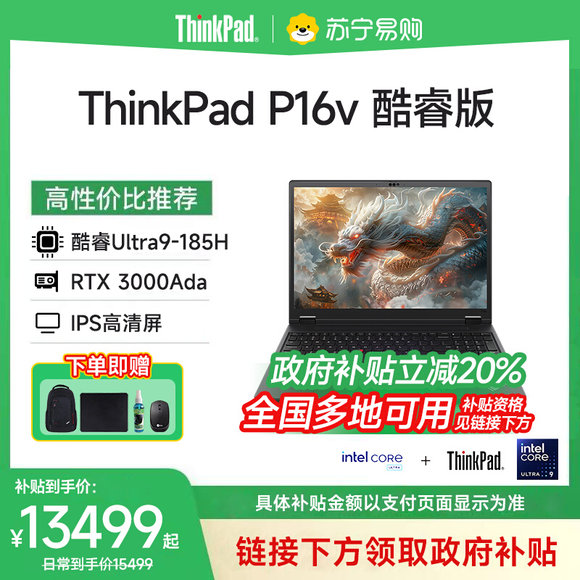 ThinkPad® 苏宁易购
ThinkPad P16v 酷睿版
高性价比推荐
酷睿Ultra9-185H
RTX 3000Ada
IPS高清屏
下单即赠
政府补贴立减20%
全国多地可用
补贴资格
见链接下方
intel core
ULTRA
+
ThinkPad®
intel
CORE
ULTRA 9
补贴到手价:
¥13499起
日常到手价15499
具体补贴金额以支付页面显示为准
链接下方领取政府补贴